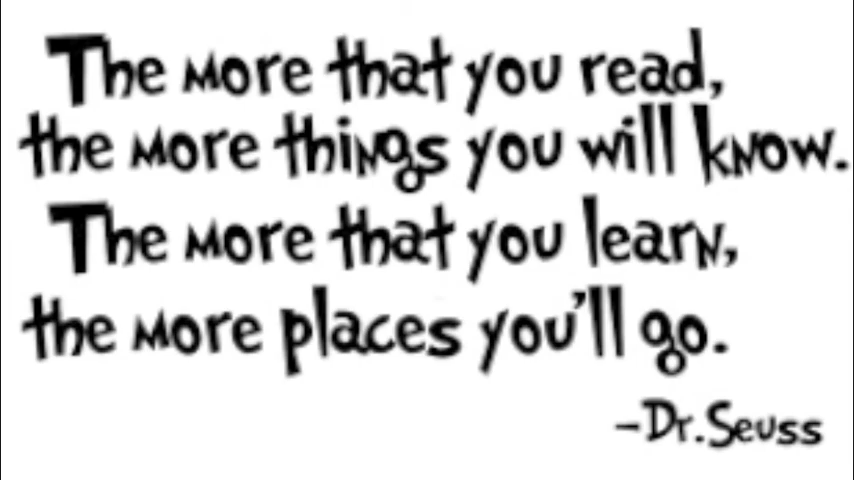 The more that you read,
the more things you will know.
The more that you learn,
the more places you'll go.
-Dr.Seuss